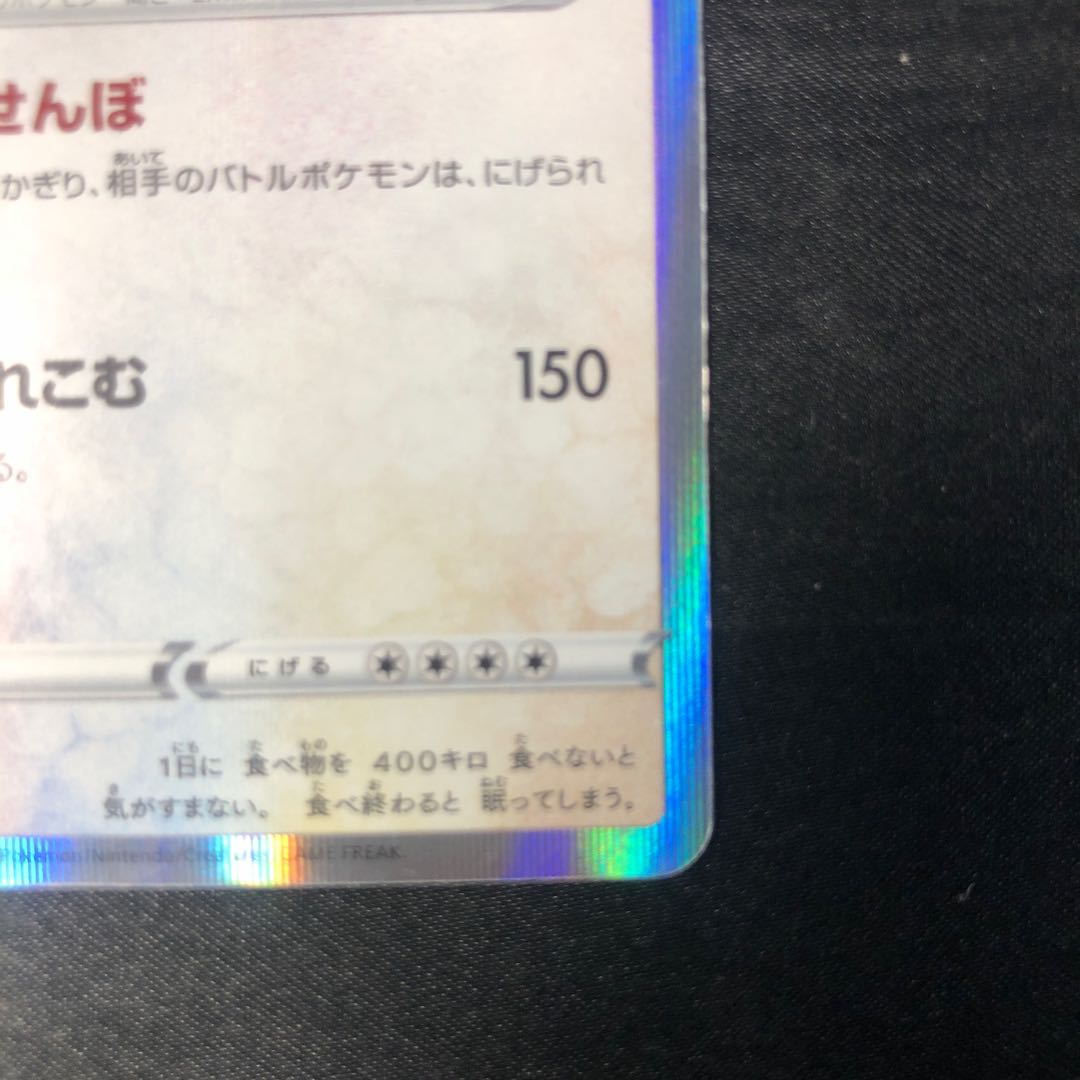 せんぼ
かぎり、相手のバトルポケモンは、にげられ
れこむ 150
る。
にげる
1日に 食べ物を 400キロ 食べないと
気がすまない。 食べ終わると 眠ってしまう。
Pokémon/Nintendo/Creatures/GAME FREAK.